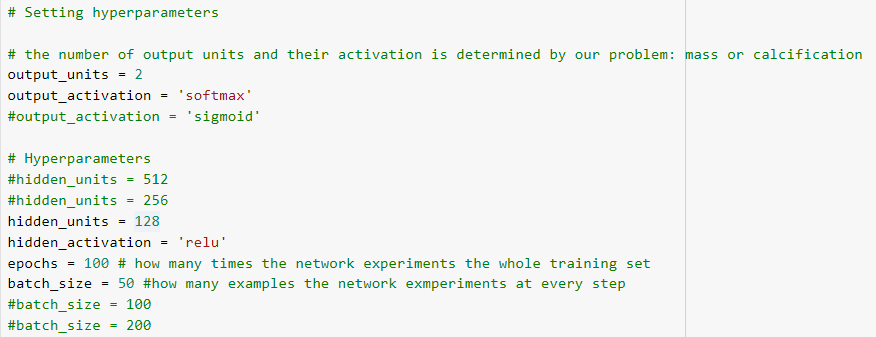 # Setting hyperparameters
# the number of output units and their activation is determined by our problem: mass or calcification
output_units = 2
output_activation = 'softmax'
#output_activation = 'sigmoid'
# Hyperparameters
#hidden_units = 512
#hidden_units = 256
hidden_units = 128
hidden_activation = 'relu'
epochs = 100 # how many times the network experiments the whole training set
batch_size = 50 #how many examples the network exmperiments at every step
#batch_size = 100
#batch_size = 200